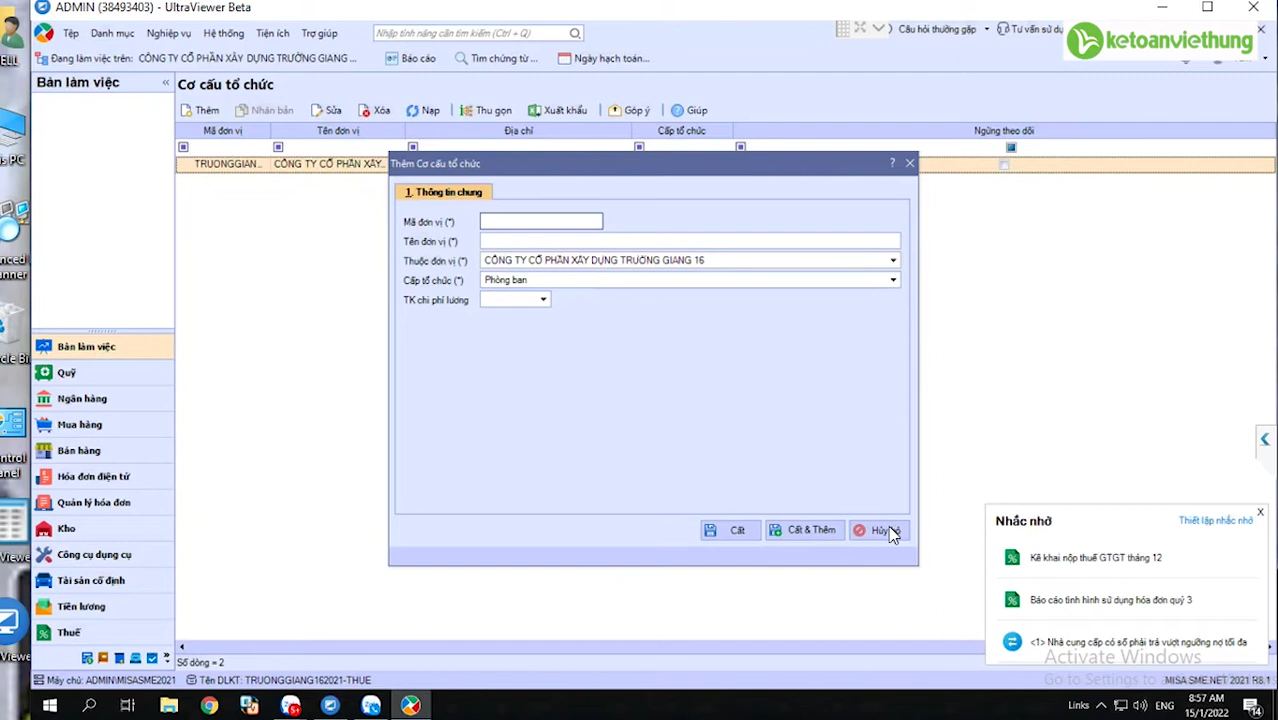 ADMIN (38493403) - UltraViewer Beta
Tệp Danh mục Nghiệp vụ Hệ thống Tiện ích Trợ giúp
Nhập tính năng cần tìm kiếm (Ctrl + Q)
Câu hỏi thường gặp
Tư vấn sử dụ
ketoanviethung
Đang làm việc trên: CÔNG TY CỔ PHẦN XÂY DỰNG TRƯỜNG GIANG ...
Báo cáo Tìm chứng từ ... Ngày hạch toán...
Bàn làm việc «
Cơ cấu tổ chức
Thêm Nhân bản Sửa Xóa Nạp Thu gọn Xuất khẩu Góp ý Giúp
Mã đơn vị Tên đơn vị Địa chỉ Cấp tổ chức Ngừng theo dõi
TRUONGGIAN... CÔNG TY CỔ PHẦN XÂY...
Thêm Cơ cấu tổ chức
1. Thông tin chung
Mã đơn vị (*)
Tên đơn vị (*)
Thuộc đơn vị (*) CÔNG TY CỔ PHẦN XÂY DỰNG TRƯỜNG GIANG 16
Cấp tổ chức (*) Phòng ban
TK chi phí lương
Cất Cất & Thêm
Bàn làm việc
Quỹ
Ngân hàng
Mua hàng
Bán hàng
Hóa đơn điện tử
Quản lý hóa đơn
Kho
Công cụ dụng cụ
Tài sản cố định
Tiền lương
Thuế
ELL
s PC
cle Bi
ontrol
anel
Viewe
Nhắc nhở Thiết lập nhắc nhở X
Kê khai nộp thuế GTGT tháng 12
Báo cáo tình hình sử dụng hóa đơn quý 3
<1> Nhà cung cấp có số phải trả vượt ngưỡng nợ tối đa
Activate Windows
Go to Settings to
Số dòng = 2
Máy chủ: ADMIN\MISASME2021 Tên DLKT: TRUONGGIANG162021-THUE
MISA SME.NET 2021 R8.1
Links ENG
8:57 AM
15/1/2022
14